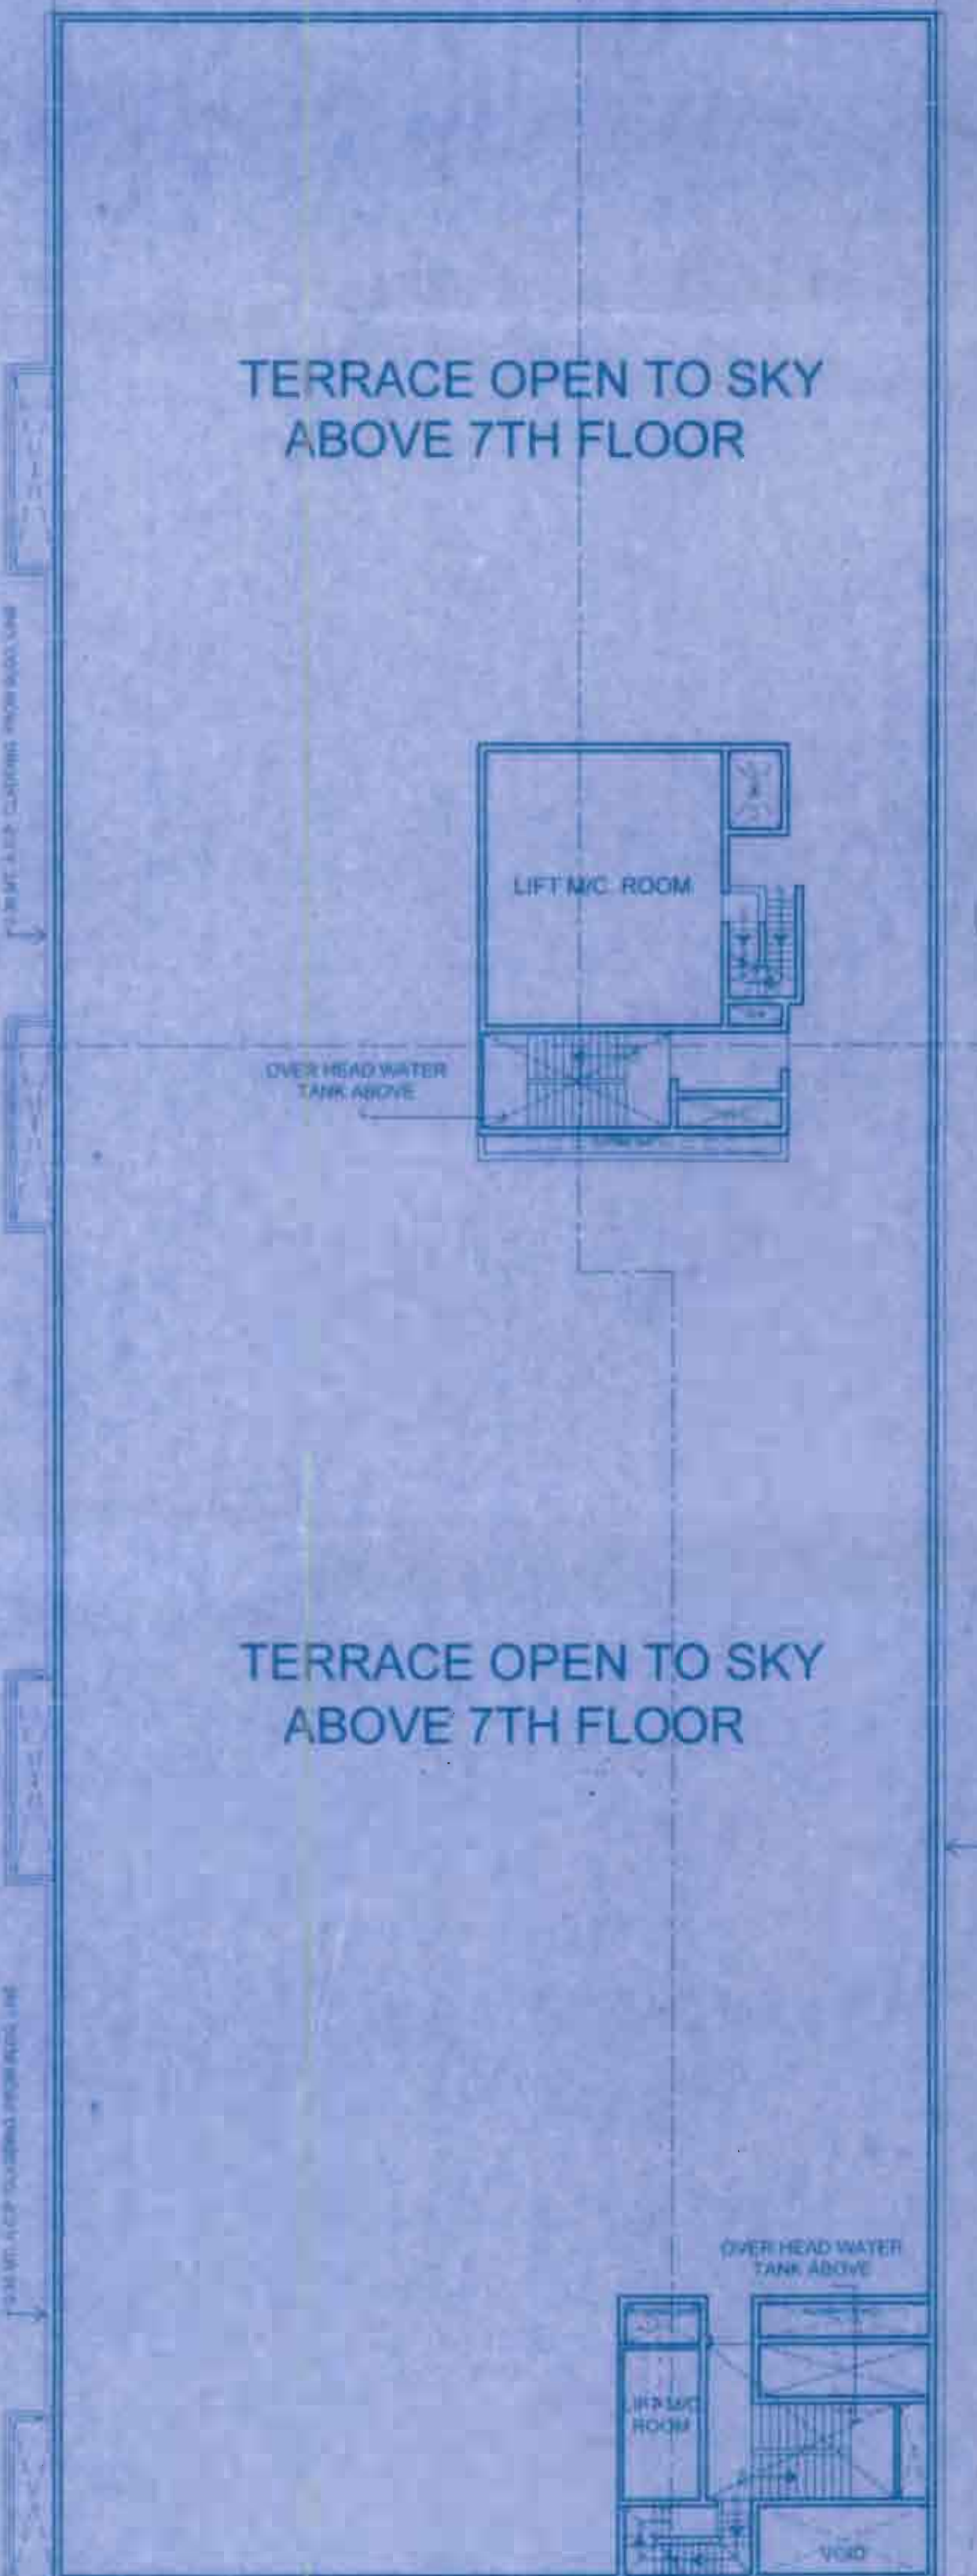 TERRACE OPEN TO SKY
ABOVE 7TH FLOOR
LIFT M/C ROOM
OVER HEAD WATER
TANK ABOVE
TERRACE OPEN TO SKY
ABOVE 7TH FLOOR
OVER HEAD WATER
TANK ABOVE
LIFT M/C
ROOM
VOID